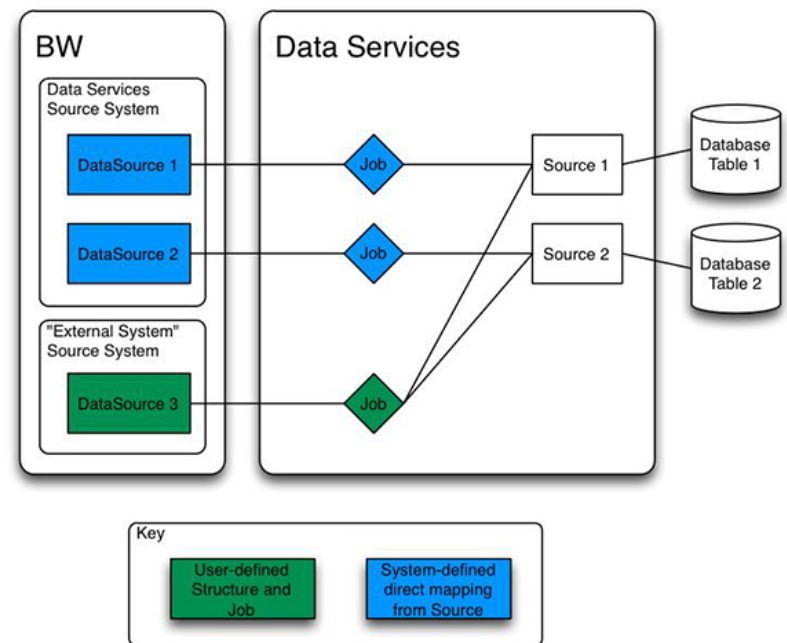 BW
Data Services
Data Services
Source System
DataSource 1
Job
Source 1
Database
Table 1
DataSource 2
Job
Source 2
Database
Table 2
"External System"
Source System
DataSource 3
Job
Key
User-defined
Structure and
Job
System-defined
direct mapping
from Source